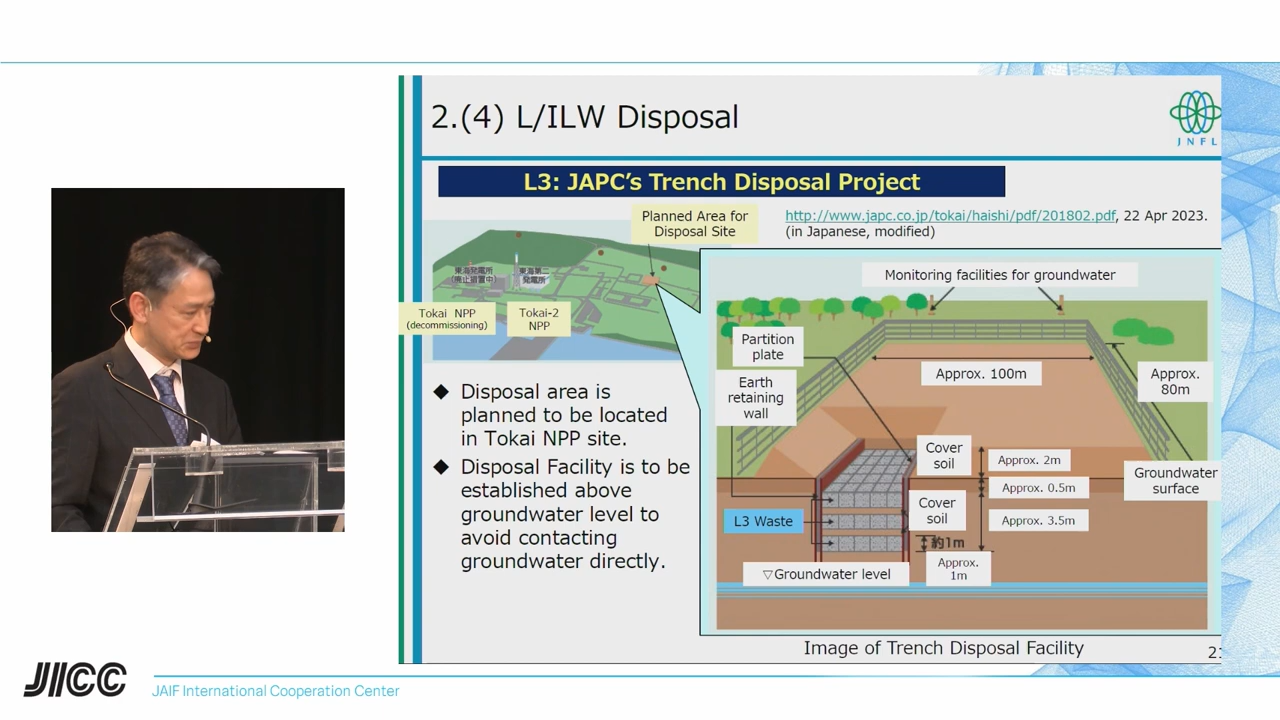 2.(4) L/ILW Disposal
JNFL
L3: JAPC's Trench Disposal Project
Planned Area for
Disposal Site
http://www.japc.co.jp/tokai/haishi/pdf/201802.pdf, 22 Apr 2023.
(in Japanese, modified)
東海発電所
(廃止措置中)
東海第二
発電所
Tokai NPP
(decommissioning)
Tokai-2
NPP
Disposal area is
planned to be located
in Tokai NPP site.
Disposal Facility is to be
established above
groundwater level to
avoid contacting
groundwater directly.
Monitoring facilities for groundwater
Partition
plate
Earth
retaining
wall
Approx. 100m
Approx.
80m
Cover
soil
Approx. 2m
Approx. 0.5m
Groundwater
surface
Cover
soil
L3 Waste
Approx. 3.5m
約1m
Approx.
1m
▽Groundwater level
Image of Trench Disposal Facility
JICC
JAIF International Cooperation Center